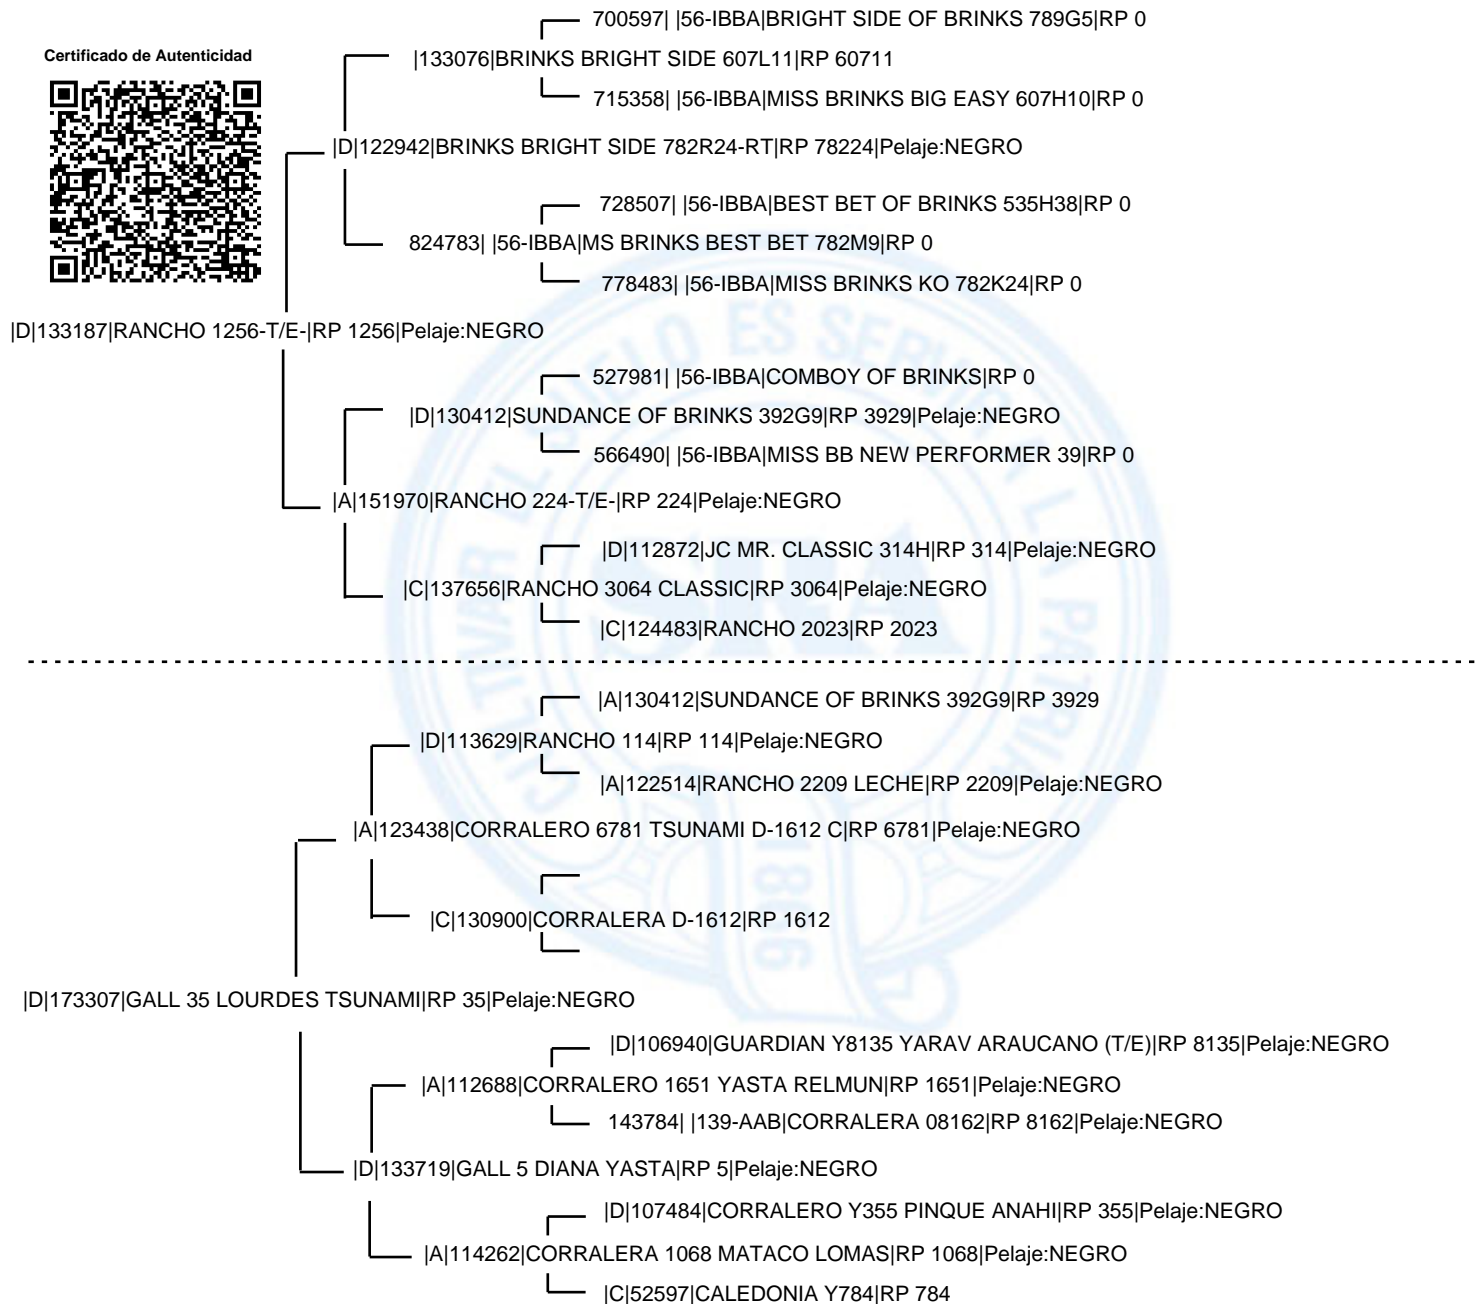 700597| |56-IBBA|BRIGHT SIDE OF BRINKS 789G5|RP 0
Certificado de Autenticidad
|133076|BRINKS BRIGHT SIDE 607L11|RP 60711
715358| |56-IBBA|MISS BRINKS BIG EASY 607H10|RP 0
|D|122942|BRINKS BRIGHT SIDE 782R24-RT|RP 78224|Pelaje:NEGRO
728507| |56-IBBA|BEST BET OF BRINKS 535H38|RP 0
824783| |56-IBBA|MS BRINKS BEST BET 782M9|RP 0
778483| |56-IBBA|MISS BRINKS KO 782K24|RP 0
|D|133187|RANCHO 1256-T/E-|RP 1256|Pelaje:NEGRO
527981| |56-IBBA|COMBOY OF BRINKS|RP 0
|D|130412|SUNDANCE OF BRINKS 392G9|RP 3929|Pelaje:NEGRO
566490| |56-IBBA|MISS BB NEW PERFORMER 39|RP 0
|A|151970|RANCHO 224-T/E-|RP 224|Pelaje:NEGRO
|D|112872|JC MR. CLASSIC 314H|RP 314|Pelaje:NEGRO
|C|137656|RANCHO 3064 CLASSIC|RP 3064|Pelaje:NEGRO
|C|124483|RANCHO 2023|RP 2023
|A|130412|SUNDANCE OF BRINKS 392G9|RP 3929
|D|113629|RANCHO 114|RP 114|Pelaje:NEGRO
|A|122514|RANCHO 2209 LECHE|RP 2209|Pelaje:NEGRO
|A|123438|CORRALERO 6781 TSUNAMI D-1612 C|RP 6781|Pelaje:NEGRO
|C|130900|CORRALERA D-1612|RP 1612
|D|173307|GALL 35 LOURDES TSUNAMI|RP 35|Pelaje:NEGRO
|D|106940|GUARDIAN Y8135 YARAV ARAUCANO (T/E)|RP 8135|Pelaje:NEGRO
|A|112688|CORRALERO 1651 YASTA RELMUN|RP 1651|Pelaje:NEGRO
143784| |139-AAB|CORRALERA 08162|RP 8162|Pelaje:NEGRO
|D|133719|GALL 5 DIANA YASTA|RP 5|Pelaje:NEGRO
|D|107484|CORRALERO Y355 PINQUE ANAHI|RP 355|Pelaje:NEGRO
|A|114262|CORRALERA 1068 MATACO LOMAS|RP 1068|Pelaje:NEGRO
|C|52597|CALEDONIA Y784|RP 784
CULTIVAR EL SUELO ES SERVIR A LA PATRIA
SRA
1866